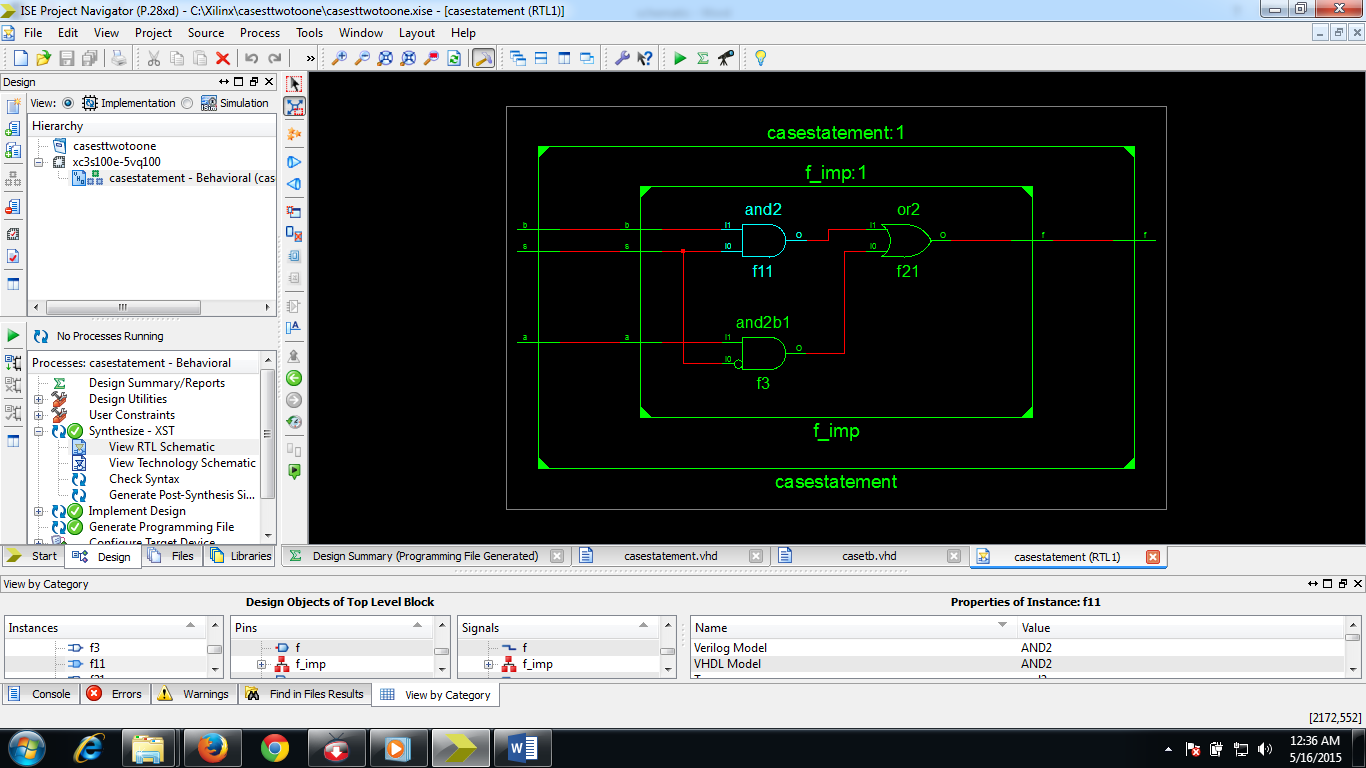 ISE Project Navigator (P.28xd) - C:\Xilinx\casesttwotoone\casesttwotoone.xise - [casestatement (RTL1)]
File Edit View Project Source Process Tools Window Layout Help
»
Design
View: Implementation Simulation
Hierarchy
casesttwotoone
xc3s100e-5vq100
casestatement - Behavioral (cas
No Processes Running
Processes: casestatement - Behavioral
Design Summary/Reports
Design Utilities
User Constraints
Synthesize - XST
View RTL Schematic
View Technology Schematic
Check Syntax
Generate Post-Synthesis Si...
Implement Design
Generate Programming File
Configure Target Device
Start Design Files Libraries
casestatement:1
f_imp:1
and2 or2
b b I1 O I1 O f f
s s I0 I0
f11 f21
and2b1
a a I1 O
I0
f3
f_imp
casestatement
Design Summary (Programming File Generated) casestatement.vhd casetb.vhd casestatement (RTL1)
View by Category
Design Objects of Top Level Block Properties of Instance: f11
Instances Pins Signals Name Value
f3 f f Verilog Model AND2
f11 f_imp f_imp VHDL Model AND2
Console Errors Warnings Find in Files Results View by Category
[2172,552]
12:36 AM
5/16/2015